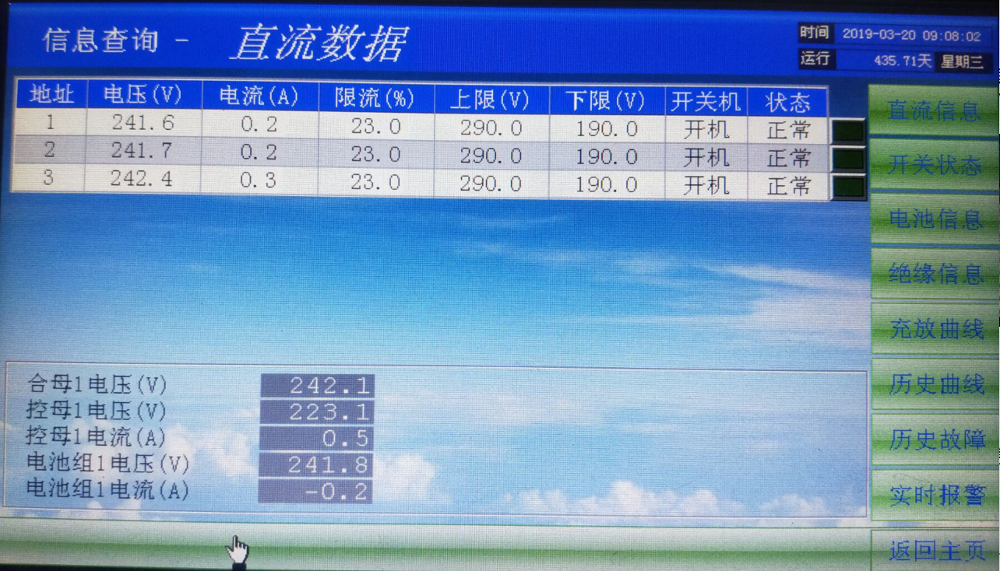 信息查询 - 直流数据
时间 2019-03-20 09:08:02
运行 435.71天 星期三
地址 电压(V) 电流(A) 限流(%) 上限(V) 下限(V) 开关机 状态
1 241.6 0.2 23.0 290.0 190.0 开机 正常
2 241.7 0.2 23.0 290.0 190.0 开机 正常
3 242.4 0.3 23.0 290.0 190.0 开机 正常
直流信息
开关状态
电池信息
绝缘信息
充放曲线
历史曲线
历史故障
实时报警
返回主页
合母1电压(V) 242.1
控母1电压(V) 223.1
控母1电流(A) 0.5
电池组1电压(V) 241.8
电池组1电流(A) -0.2